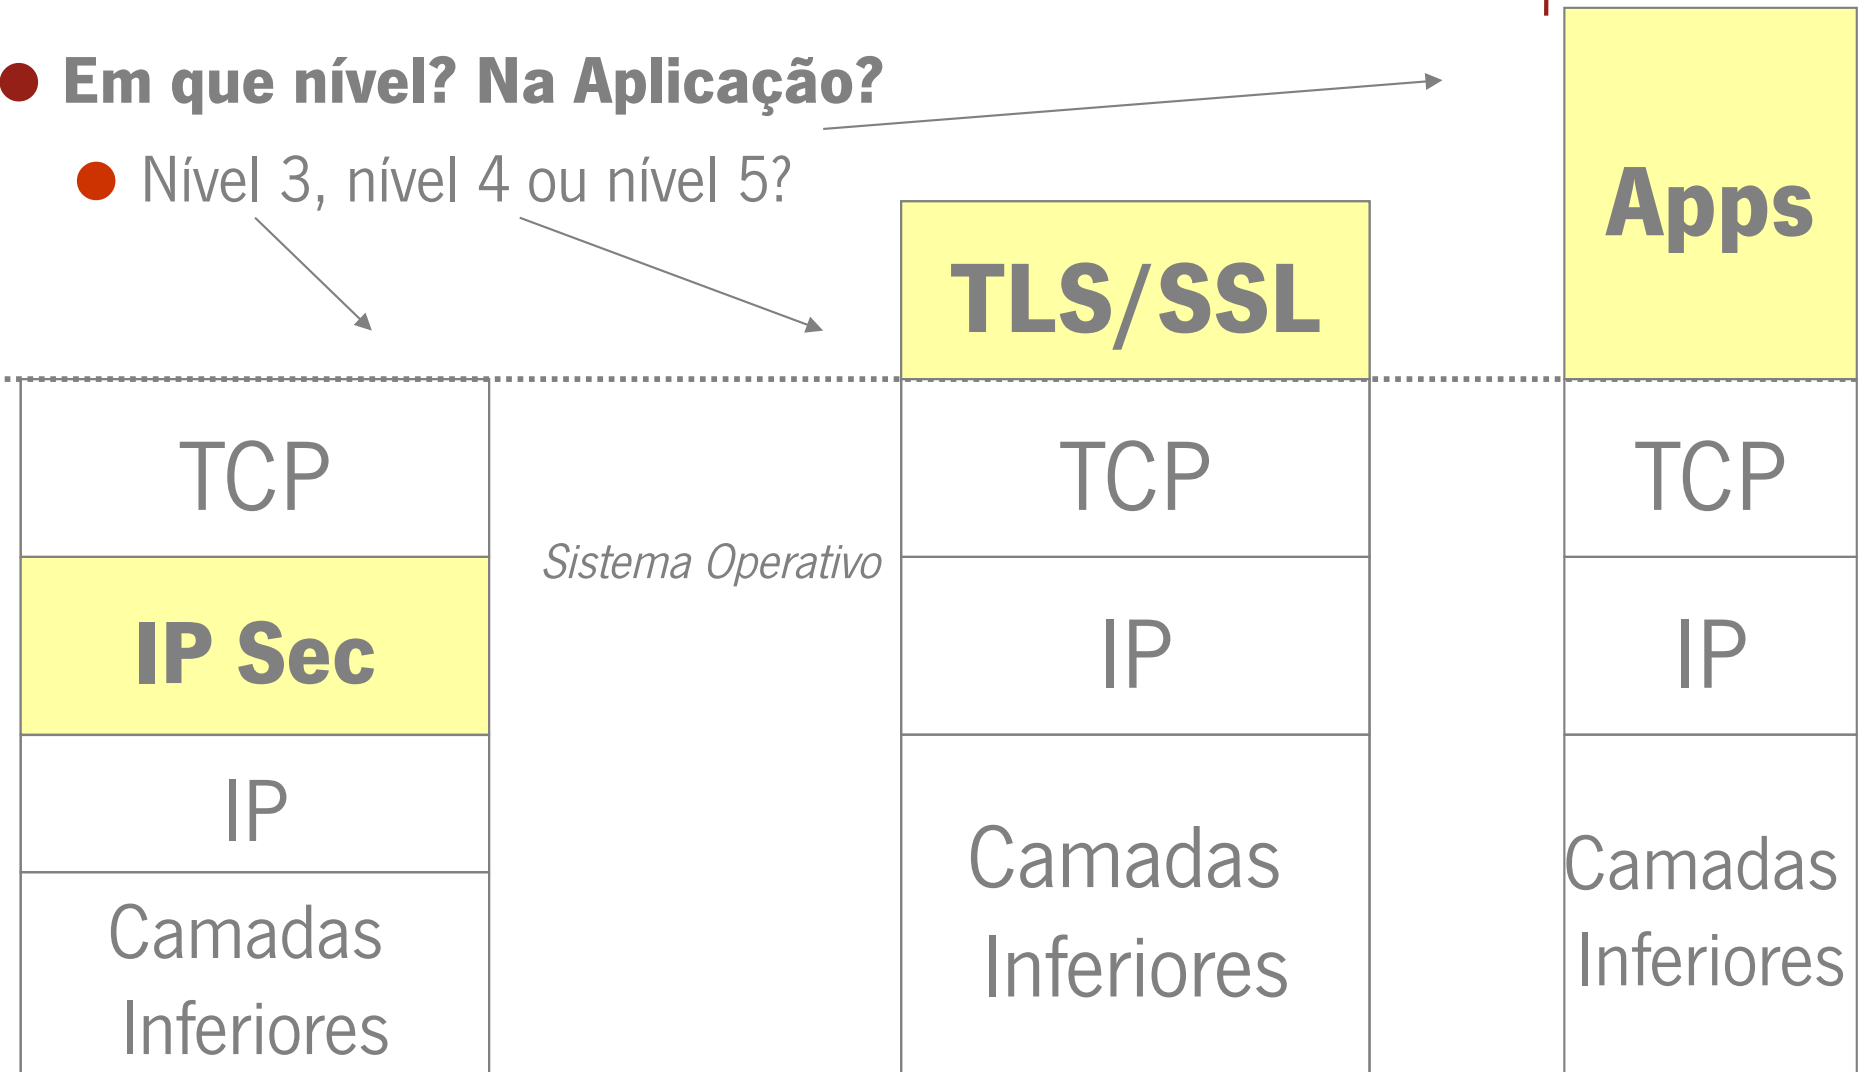 Em que nível? Na Aplicação?
Nível 3, nível 4 ou nível 5?
TCP
IP Sec
IP
Camadas
Inferiores
Sistema Operativo
TLS/SSL
TCP
IP
Camadas
Inferiores
Apps
TCP
IP
Camadas
Inferiores